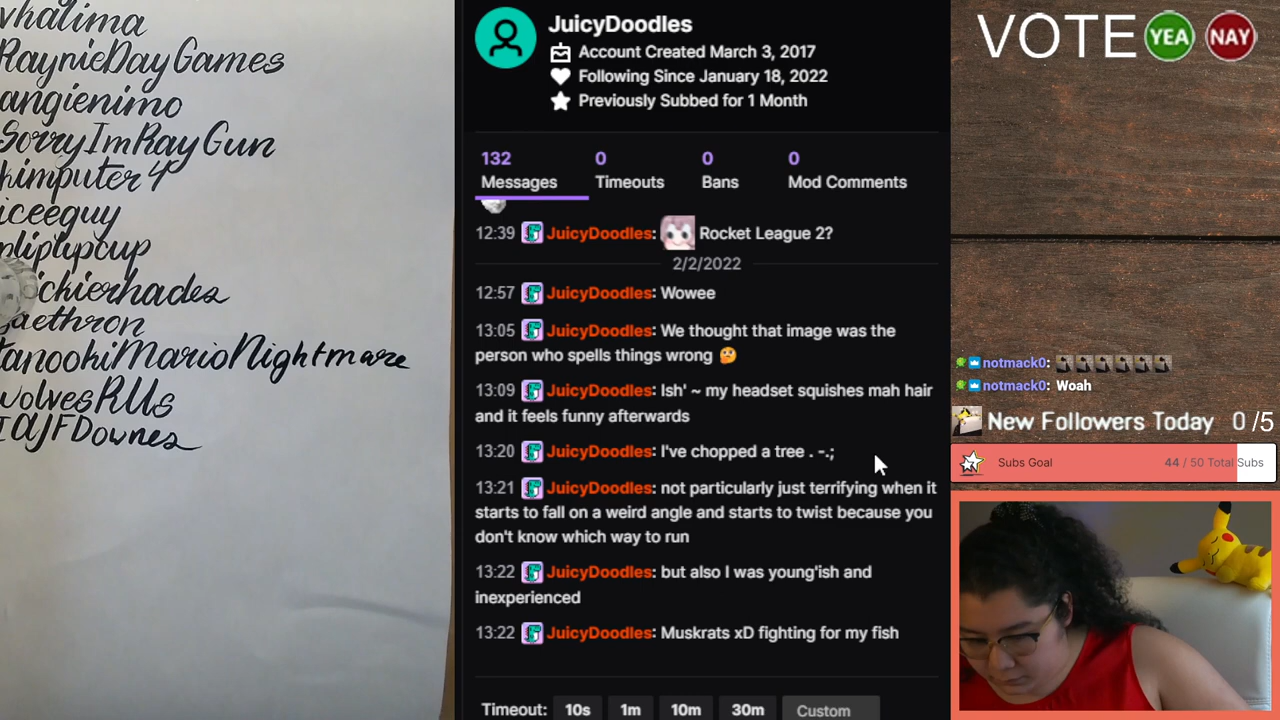 RaynieDayGames
angienimo
SorryImRayGun
kimputer4
iceeguy
plipupcup
ckierhades
aethron
tanookiMarioNightmare
wolvesRUs
IAJFDownes
JuicyDoodles
Account Created March 3, 2017
Following Since January 18, 2022
Previously Subbed for 1 Month
132 0 0 0
Messages Timeouts Bans Mod Comments
12:39 JuicyDoodles: Rocket League 2?
2/2/2022
12:57 JuicyDoodles: Wowee
13:05 JuicyDoodles: We thought that image was the
person who spells things wrong 🤔
13:09 JuicyDoodles: Ish' ~ my headset squishes mah hair
and it feels funny afterwards
13:20 JuicyDoodles: I've chopped a tree . -.;
13:21 JuicyDoodles: not particularly just terrifying when it
starts to fall on a weird angle and starts to twist because you
don't know which way to run
13:22 JuicyDoodles: but also I was young'ish and
inexperienced
13:22 JuicyDoodles: Muskrats xD fighting for my fish
Timeout: 10s 1m 10m 30m Custom
VOTE YEA NAY
notmack0:
notmack0: Woah
New Followers Today 0 /5
Subs Goal 44 / 50 Total Subs